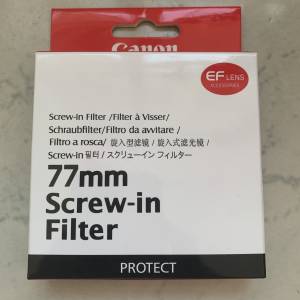 Canon
EF LENS
ACCESSORIES
Screw-in Filter /Filter à Visser/
Schraubfilter/Filtro da avvitare /
Filtro a rosca/ 旋入型滤镜 / 旋入式濾光鏡 /
Screw-in 필터 / スクリューイン フィルター
77mm
Screw-in
Filter
PROTECT